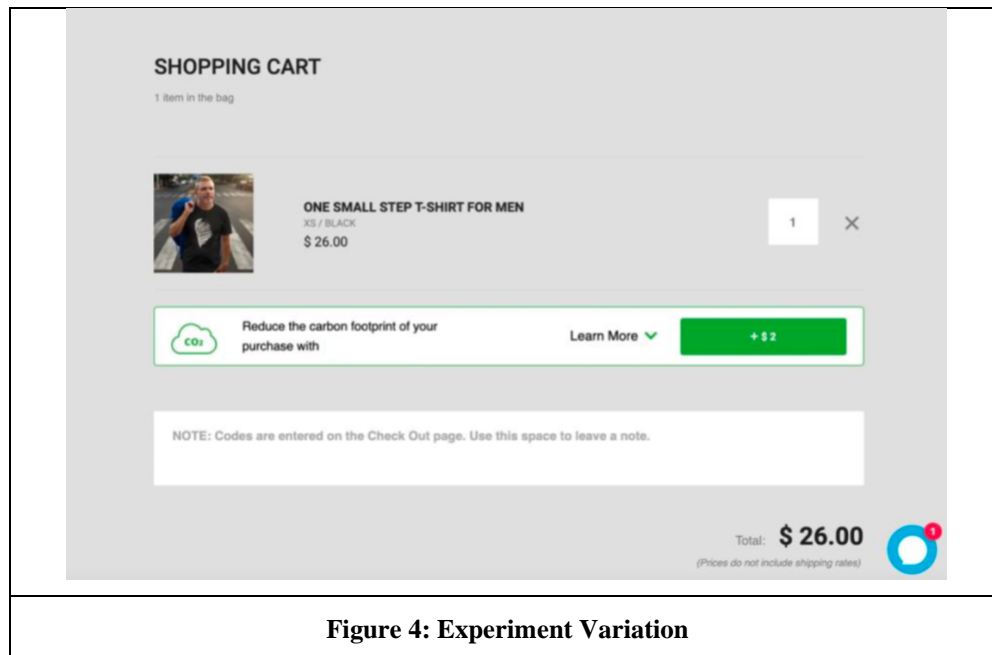 SHOPPING CART
1 item in the bag
ONE SMALL STEP T-SHIRT FOR MEN
XS / BLACK
$ 26.00
1
CO2
Reduce the carbon footprint of your
purchase with
Learn More
+ $ 2
NOTE: Codes are entered on the Check Out page. Use this space to leave a note.
Total: $ 26.00
(Prices do not include shipping rates)
1
Figure 4: Experiment Variation